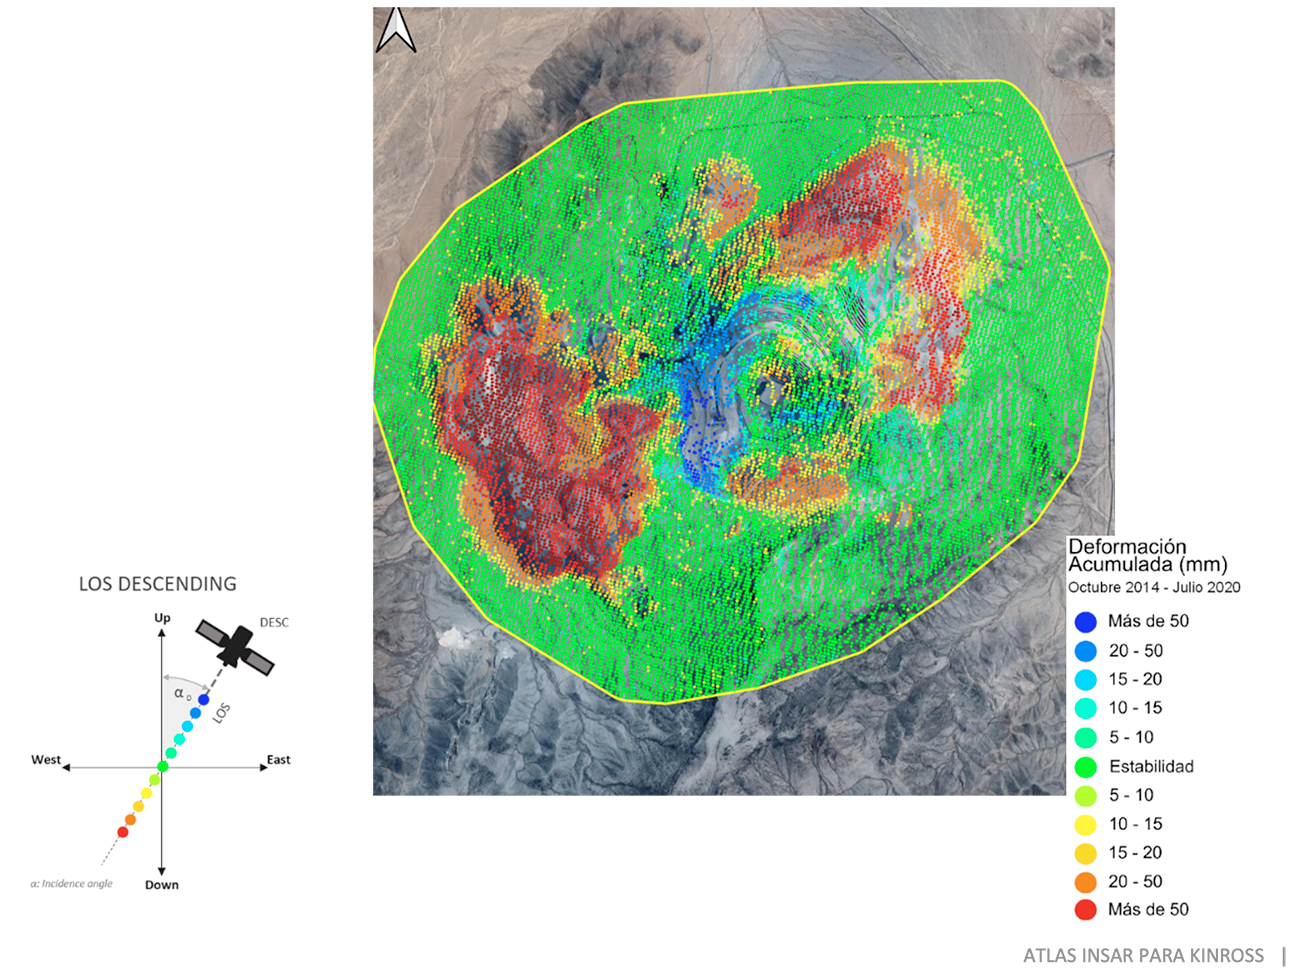 LOS DESCENDING
Up
DESC
α D
LOS
West
East
Down
α: Incidence angle
Deformación
Acumulada (mm)
Octubre 2014 - Julio 2020
Más de 50
20 - 50
15 - 20
10 - 15
5 - 10
Estabilidad
5 - 10
10 - 15
15 - 20
20 - 50
Más de 50
ATLAS INSAR PARA KINROSS |